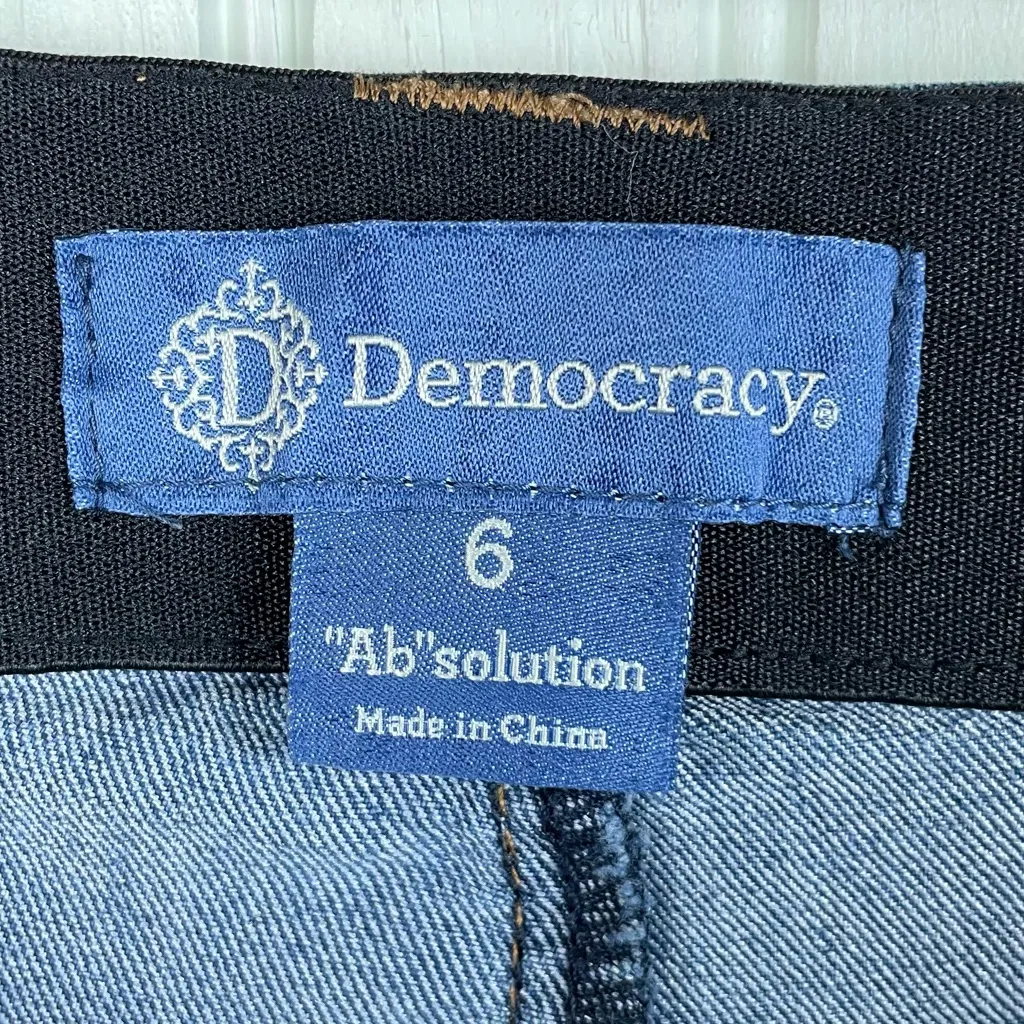 D Democracy®
6
"Ab"solution
Made in China